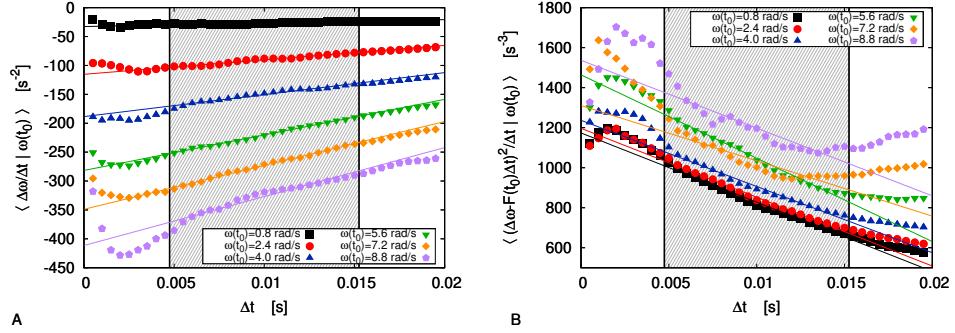 ⟨ Δω/Δt | ω(t₀) ⟩ [s⁻²]
0
-50
-100
-150
-200
-250
-300
-350
-400
-450
ω(t₀)=0.8 rad/s
ω(t₀)=2.4 rad/s
ω(t₀)=4.0 rad/s
ω(t₀)=5.6 rad/s
ω(t₀)=7.2 rad/s
ω(t₀)=8.8 rad/s
0 0.005 0.01 0.015 0.02
Δt [s]
A
⟨ (Δω-F(t₀)Δt)²/Δt | ω(t₀) ⟩ [s⁻³]
1800
1600
1400
1200
1000
800
600
ω(t₀)=0.8 rad/s
ω(t₀)=2.4 rad/s
ω(t₀)=4.0 rad/s
ω(t₀)=5.6 rad/s
ω(t₀)=7.2 rad/s
ω(t₀)=8.8 rad/s
0 0.005 0.01 0.015 0.02
Δt [s]
B